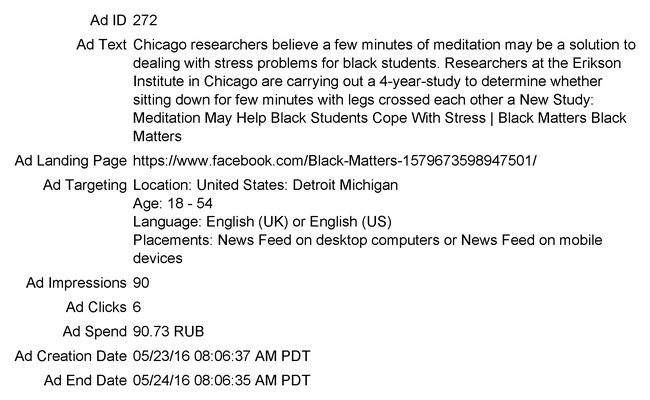 Ad ID 272
Ad Text Chicago researchers believe a few minutes of meditation may be a solution to
dealing with stress problems for black students. Researchers at the Erikson
Institute in Chicago are carrying out a 4-year-study to determine whether
sitting down for few minutes with legs crossed each other a New Study:
Meditation May Help Black Students Cope With Stress | Black Matters Black
Matters
Ad Landing Page https://www.facebook.com/Black-Matters-1579673598947501/
Ad Targeting Location: United States: Detroit Michigan
Age: 18 - 54
Language: English (UK) or English (US)
Placements: News Feed on desktop computers or News Feed on mobile
devices
Ad Impressions 90
Ad Clicks 6
Ad Spend 90.73 RUB
Ad Creation Date 05/23/16 08:06:37 AM PDT
Ad End Date 05/24/16 08:06:35 AM PDT